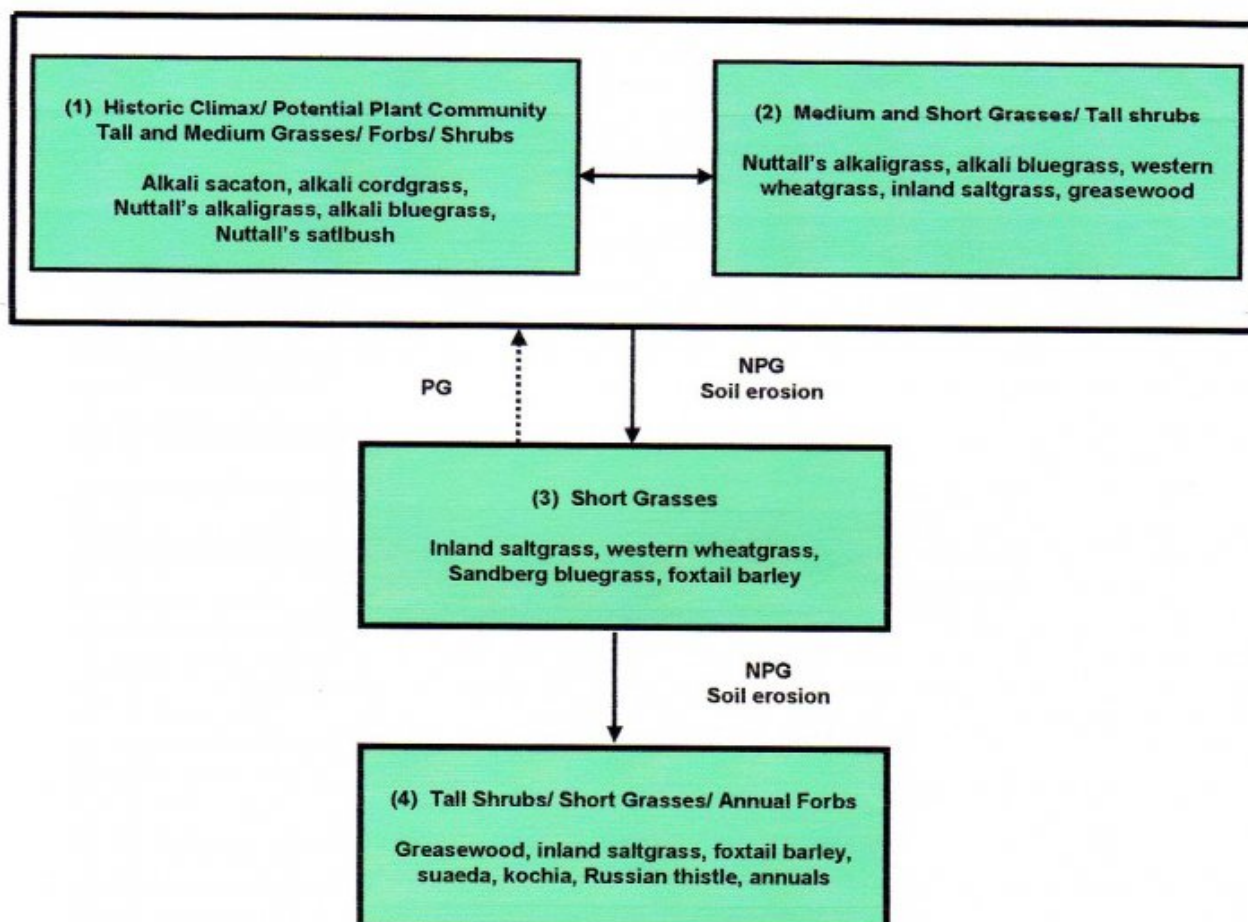 (1) Historic Climax/ Potential Plant Community
Tall and Medium Grasses/ Forbs/ Shrubs
Alkali sacaton, alkali cordgrass,
Nuttall's alkaligrass, alkali bluegrass,
Nuttall's satlbush
(2) Medium and Short Grasses/ Tall shrubs
Nuttall's alkaligrass, alkali bluegrass, western
wheatgrass, inland saltgrass, greasewood
PG
NPG
Soil erosion
(3) Short Grasses
Inland saltgrass, western wheatgrass,
Sandberg bluegrass, foxtail barley
NPG
Soil erosion
(4) Tall Shrubs/ Short Grasses/ Annual Forbs
Greasewood, inland saltgrass, foxtail barley,
suaeda, kochia, Russian thistle, annuals